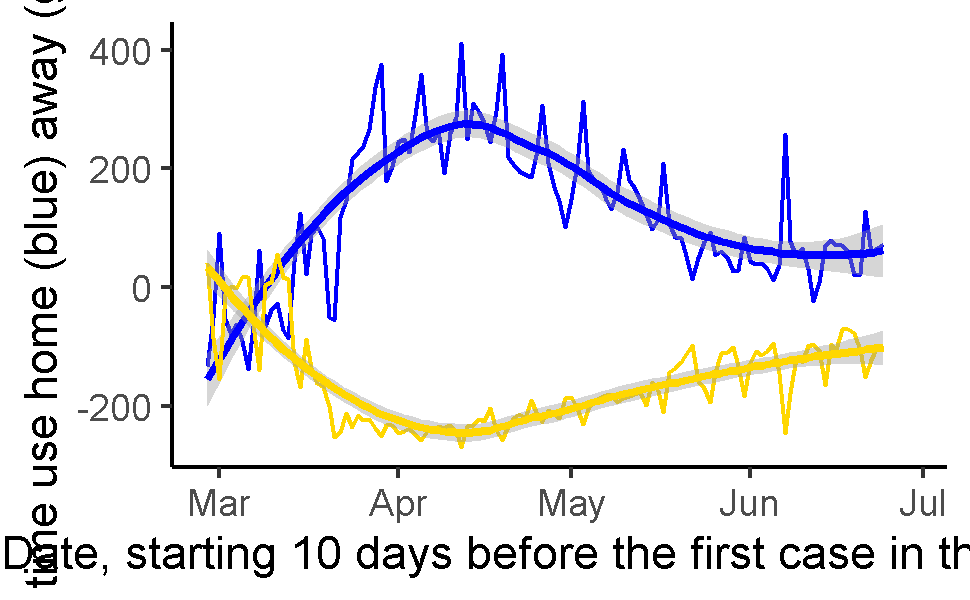 time use home (blue) away (
400
200
0
-200
Mar Apr May Jun Jul
Date, starting 10 days before the first case in th